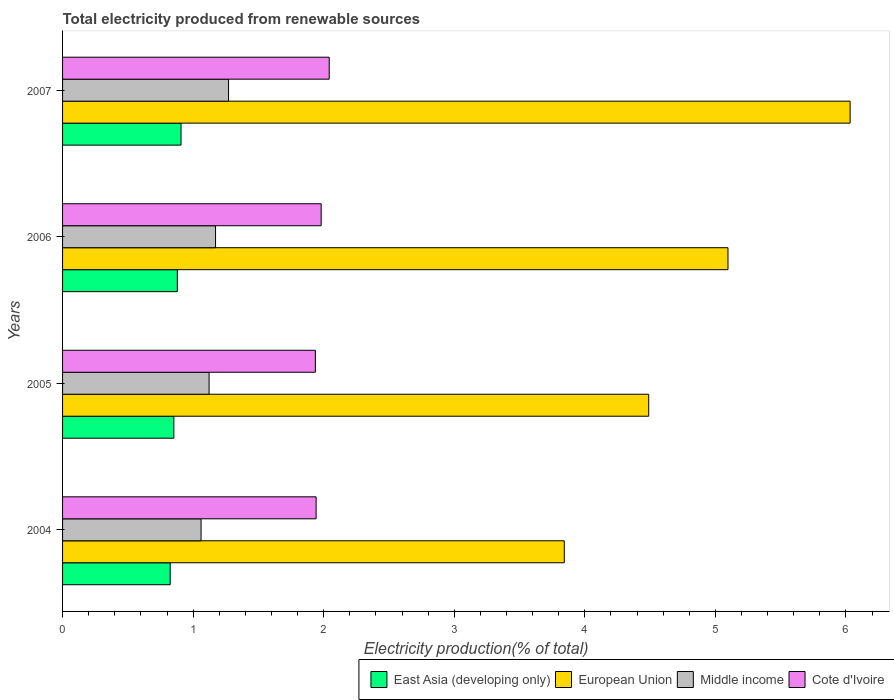 Total electricity produced from renewable sources
2007
2006
2005
2004
Years
0
1
2
3
4
5
6
Electricity production(% of total)
East Asia (developing only)
European Union
Middle income
Cote d'Ivoire